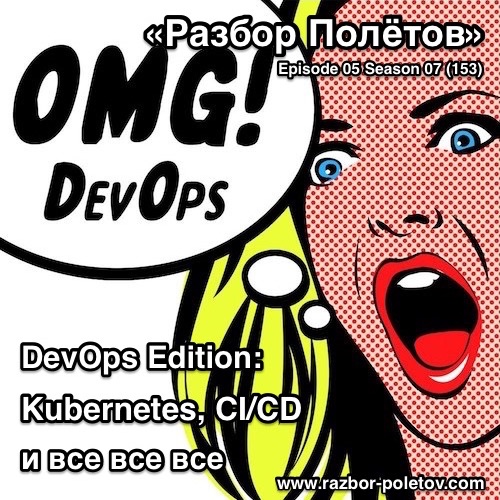 «Разбор Полётов»
Episode 05 Season 07 (153)
OMG!
DevOps
DevOps Edition:
Kubernetes, CI/CD
и все все все
www.razbor-poletov.com